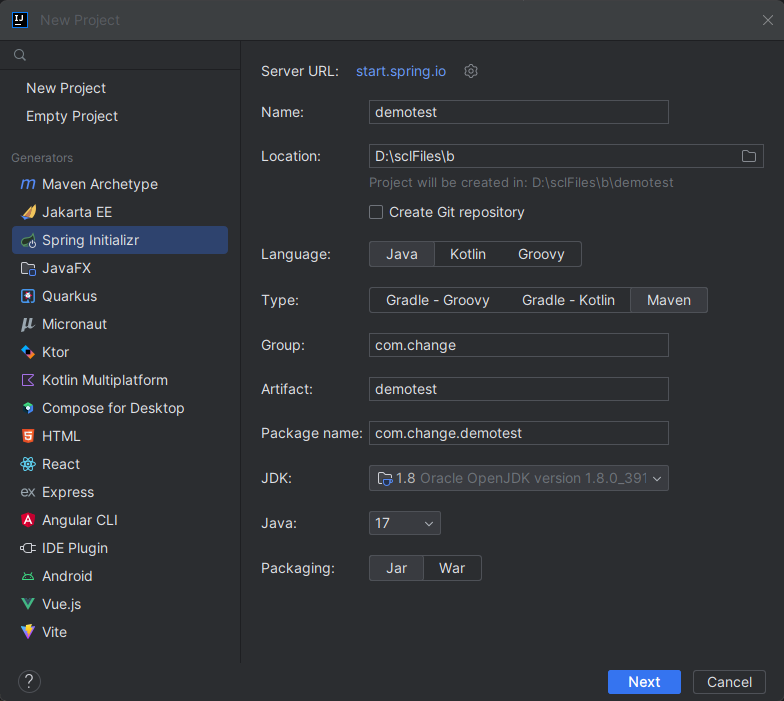 New Project
New Project
Empty Project
Generators
Maven Archetype
Jakarta EE
Spring Initializr
JavaFX
Quarkus
Micronaut
Ktor
Kotlin Multiplatform
Compose for Desktop
HTML
React
Express
Angular CLI
IDE Plugin
Android
Vue.js
Vite
Server URL: start.spring.io
Name: demotest
Location: D:\sclFiles\b
Project will be created in: D:\sclFiles\b\demotest
Create Git repository
Language: Java Kotlin Groovy
Type: Gradle - Groovy Gradle - Kotlin Maven
Group: com.change
Artifact: demotest
Package name: com.change.demotest
JDK: 1.8 Oracle OpenJDK version 1.8.0_391
Java: 17
Packaging: Jar War
? Next Cancel